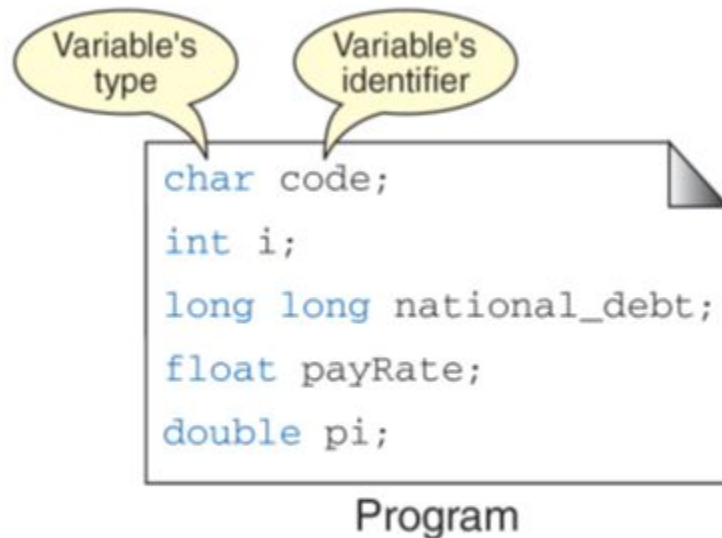 Variable's
type
Variable's
identifier
char code;
int i;
long long national_debt;
float payRate;
double pi;
Program